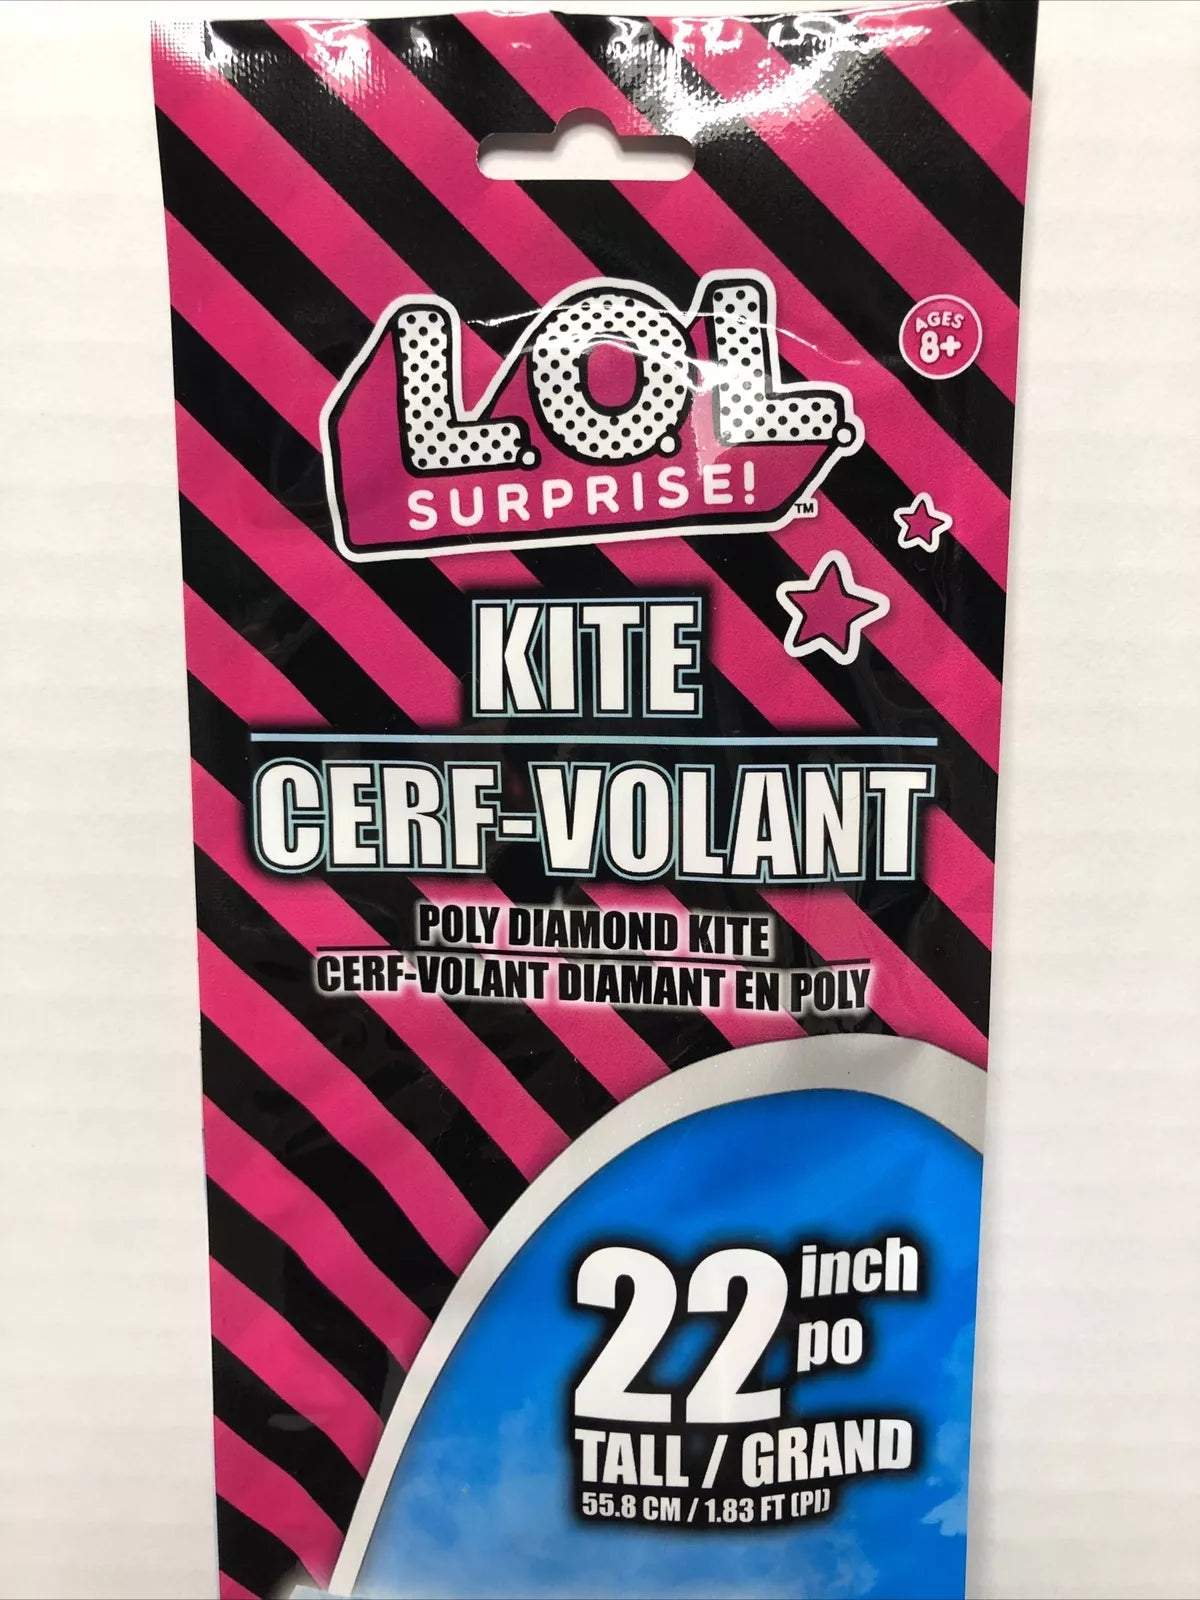 L.O.L.
SURPRISE!
TM
AGES
8+
KITE
CERF-VOLANT
POLY DIAMOND KITE
CERF-VOLANT DIAMANT EN POLY
22 inch
po
TALL / GRAND
55.8 CM / 1.83 FT (PI)